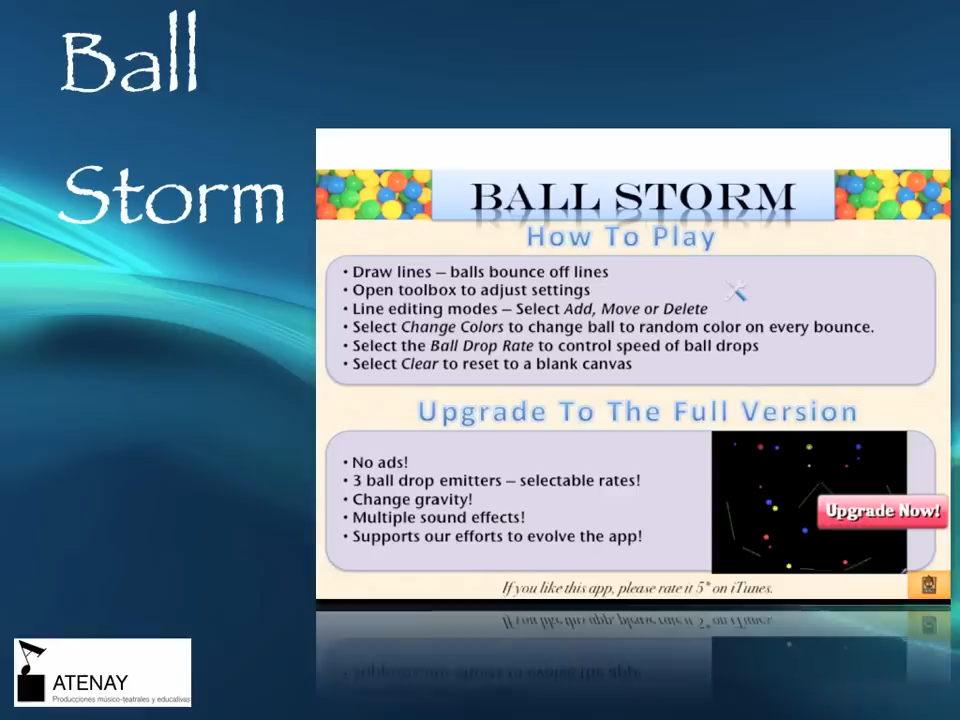 Ball
Storm
BALL STORM
How To Play
• Draw lines – balls bounce off lines
• Open toolbox to adjust settings
• Line editing modes – Select Add, Move or Delete
• Select Change Colors to change ball to random color on every bounce.
• Select the Ball Drop Rate to control speed of ball drops
• Select Clear to reset to a blank canvas
Upgrade To The Full Version
• No ads!
• 3 ball drop emitters – selectable rates!
• Change gravity!
• Multiple sound effects!
• Supports our efforts to evolve the app!
Upgrade Now!
If you like this app, please rate it 5* on iTunes.
ATENAY
Producciones músico-teatrales y educativas